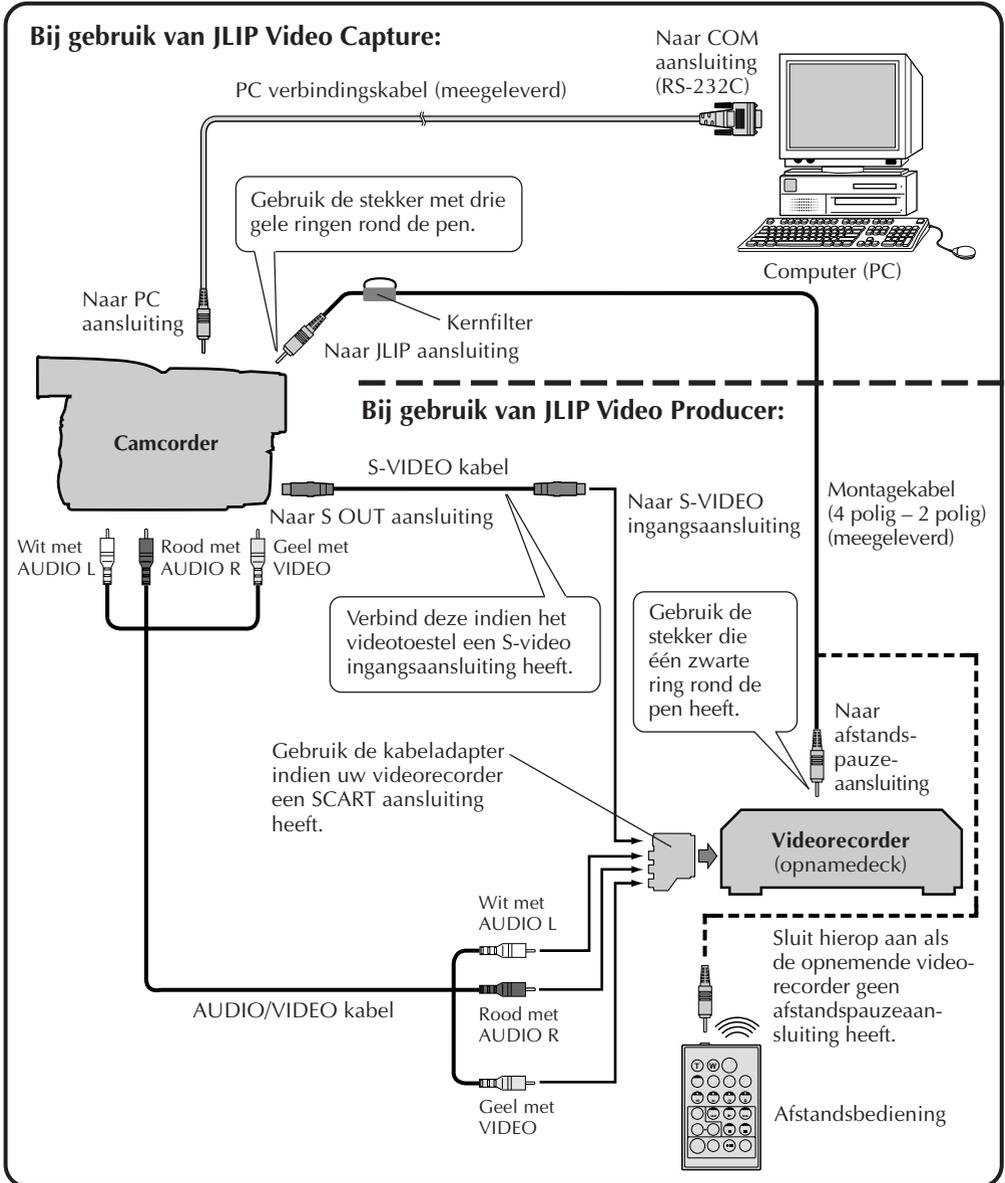 Bij gebruik van JLIP Video Capture:
Naar COM
aansluiting
(RS-232C)
PC verbindingskabel (meegeleverd)
Gebruik de stekker met drie
gele ringen rond de pen.
Computer (PC)
Naar PC
aansluiting
Kernfilter
Naar JLIP aansluiting
Bij gebruik van JLIP Video Producer:
Camcorder
S-VIDEO kabel
Naar S OUT aansluiting
Naar S-VIDEO
ingangsaansluiting
Montagekabel
(4 polig – 2 polig)
(meegeleverd)
Wit met
AUDIO L
Rood met
AUDIO R
Geel met
VIDEO
Verbind deze indien het
videotoestel een S-video
ingangsaansluiting heeft.
Gebruik de
stekker die
één zwarte
ring rond de
pen heeft.
Naar
afstands-
pauze-
aansluiting
Gebruik de kabeladapter
indien uw videorecorder
een SCART aansluiting
heeft.
Videorecorder
(opnamedeck)
Wit met
AUDIO L
Rood met
AUDIO R
Geel met
VIDEO
AUDIO/VIDEO kabel
Sluit hierop aan als
de opnemende video-
recorder geen
afstandspauzeaan-
sluiting heeft.
T W
Afstandsbediening